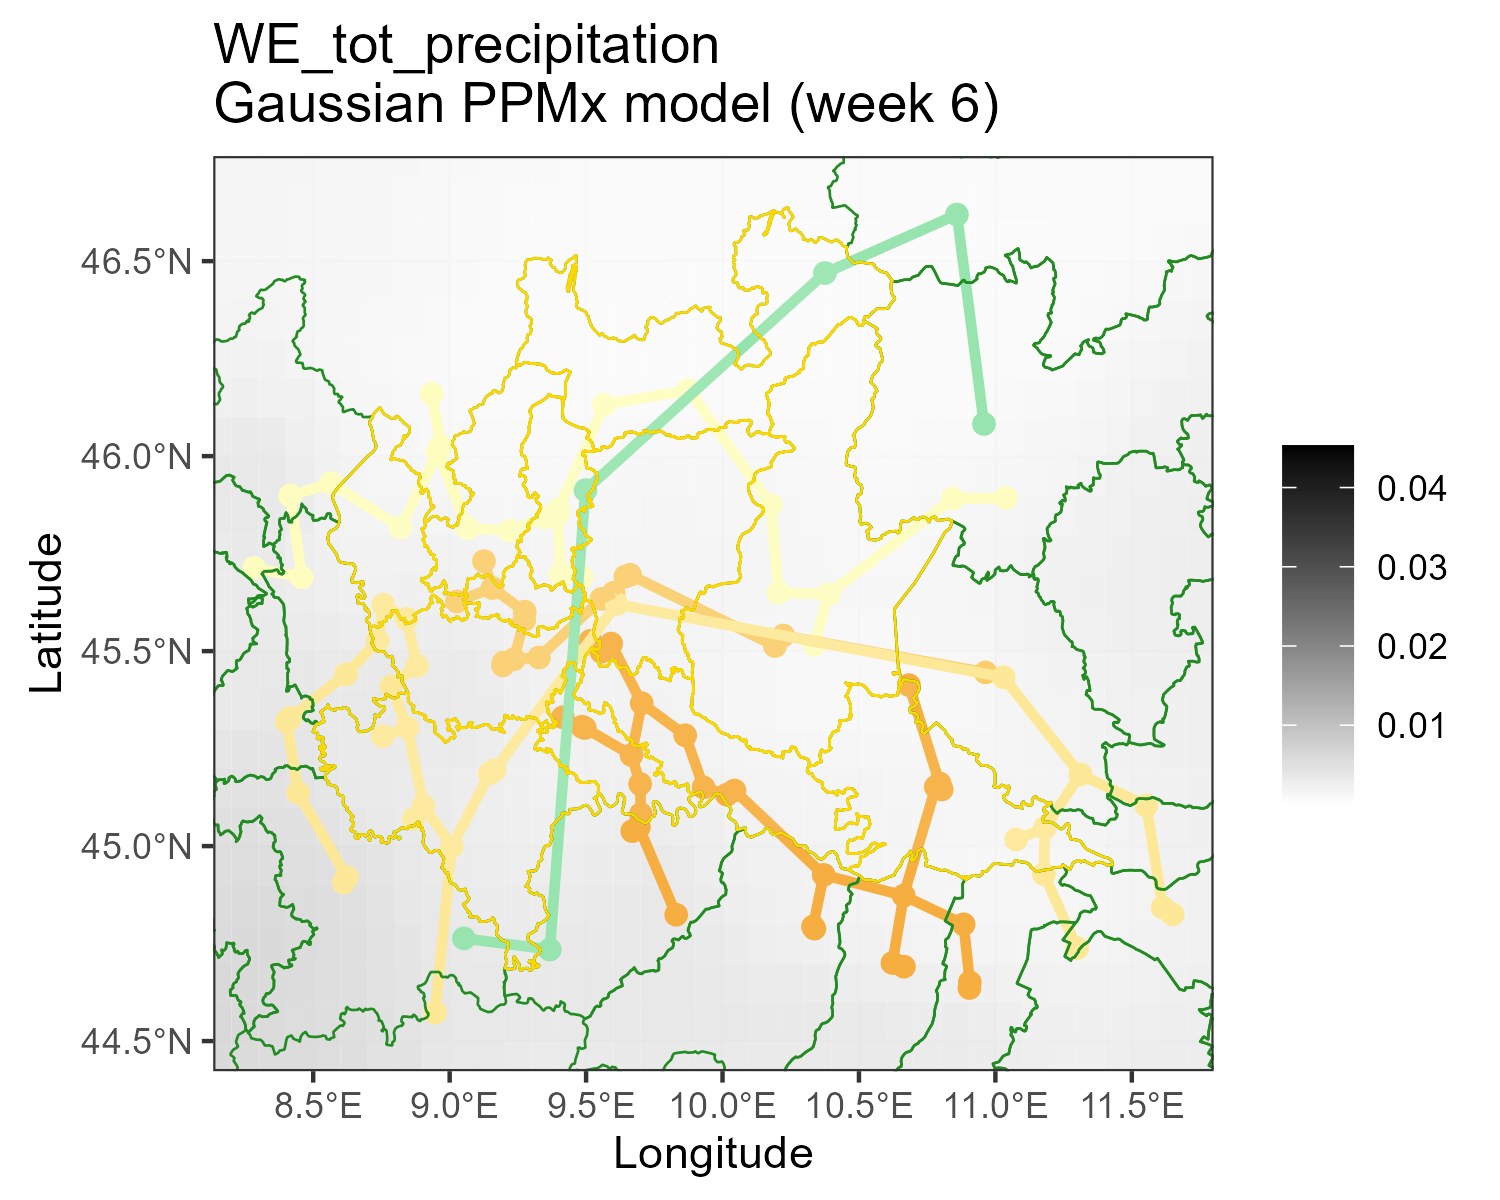 WE_tot_precipitation
Gaussian PPMx model (week 6)
46.5°N
46.0°N
45.5°N
45.0°N
44.5°N
Latitude
8.5°E 9.0°E 9.5°E 10.0°E 10.5°E 11.0°E 11.5°E
Longitude
0.04
0.03
0.02
0.01